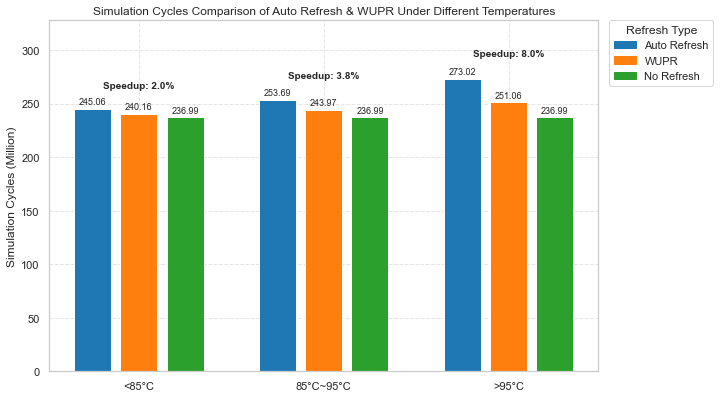 Simulation Cycles Comparison of Auto Refresh & WUPR Under Different Temperatures
Refresh Type
Auto Refresh
WUPR
No Refresh
Simulation Cycles (Million)
300
250
200
150
100
50
0
Speedup: 2.0%
245.06
240.16
236.99
Speedup: 3.8%
253.69
243.97
236.99
Speedup: 8.0%
273.02
251.06
236.99
<85°C
85°C~95°C
>95°C